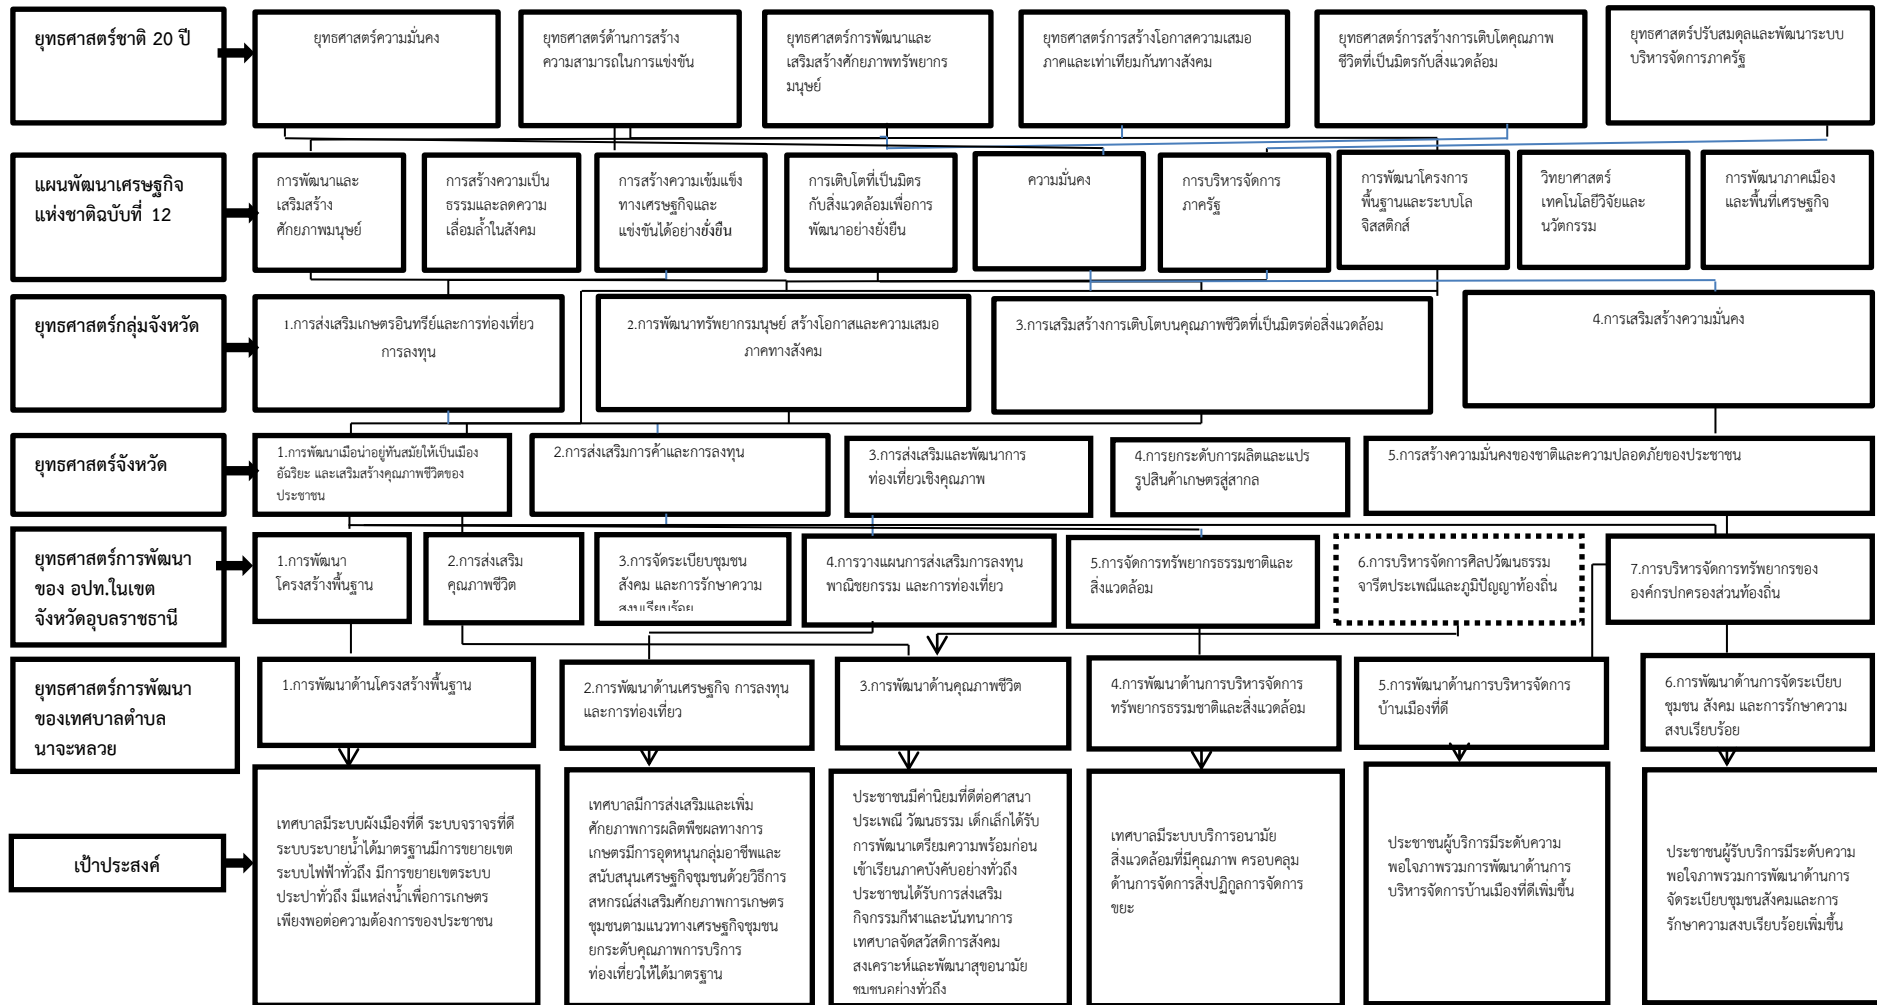 ยุทธศาสตร์ชาติ 20 ปี
ยุทธศาสตร์ความมั่นคง
ยุทธศาสตร์ด้านการสร้าง
ความสามารถในการแข่งขัน
ยุทธศาสตร์การพัฒนาและ
เสริมสร้างศักยภาพทรัพยากร
มนุษย์
ยุทธศาสตร์การสร้างโอกาสความเสมอ
ภาคและเท่าเทียมกันทางสังคม
ยุทธศาสตร์การสร้างการเติบโตคุณภาพ
ชีวิตที่เป็นมิตรกับสิ่งแวดล้อม
ยุทธศาสตร์ปรับสมดุลและพัฒนาระบบ
บริหารจัดการภาครัฐ
แผนพัฒนาเศรษฐกิจ
แห่งชาติฉบับที่ 12
การพัฒนาและ
เสริมสร้าง
ศักยภาพมนุษย์
การสร้างความเป็น
ธรรมและลดความ
เลื่อมล้ำในสังคม
การสร้างความเข้มแข็ง
ทางเศรษฐกิจและ
แข่งขันได้อย่างยั่งยืน
การเติบโตที่เป็นมิตร
กับสิ่งแวดล้อมเพื่อการ
พัฒนาอย่างยั่งยืน
ความมั่นคง
การบริหารจัดการ
ภาครัฐ
การพัฒนาโครงการ
พื้นฐานและระบบโล
จิสสติกส์
วิทยาศาสตร์
เทคโนโลยีวิจัยและ
นวัตกรรม
การพัฒนาภาคเมือง
และพื้นที่เศรษฐกิจ
ยุทธศาสตร์กลุ่มจังหวัด
1.การส่งเสริมเกษตรอินทรีย์และการท่องเที่ยว
การลงทุน
2.การพัฒนาทรัพยากรมนุษย์ สร้างโอกาสและความเสมอ
ภาคทางสังคม
3.การเสริมสร้างการเติบโตบนคุณภาพชีวิตที่เป็นมิตรต่อสิ่งแวดล้อม
4.การเสริมสร้างความมั่นคง
ยุทธศาสตร์จังหวัด
1.การพัฒนาเมือน่าอยู่ทันสมัยให้เป็นเมือง
อัฉริยะ และเสริมสร้างคุณภาพชีวิตของ
ประชาชน
2.การส่งเสริมการค้าและการลงทุน
3.การส่งเสริมและพัฒนาการ
ท่องเที่ยวเชิงคุณภาพ
4.การยกระดับการผลิตและแปร
รูปสินค้าเกษตรสู่สากล
5.การสร้างความมั่นคงของชาติและความปลอดภัยของประชาชน
ยุทธศาสตร์การพัฒนา
ของ อปท.ในเขต
จังหวัดอุบลราชธานี
1.การพัฒนา
โครงสร้างพื้นฐาน
2.การส่งเสริม
คุณภาพชีวิต
3.การจัดระเบียบชุมชน
สังคม และการรักษาความ
สงบเรียบร้อย
4.การวางแผนการส่งเสริมการลงทุน
พาณิชยกรรม และการท่องเที่ยว
5.การจัดการทรัพยากรธรรมชาติและ
สิ่งแวดล้อม
6.การบริหารจัดการศิลปวัฒนธรรม
จารีตประเพณีและภูมิปัญญาท้องถิ่น
7.การบริหารจัดการทรัพยากรของ
องค์กรปกครองส่วนท้องถิ่น
ยุทธศาสตร์การพัฒนา
ของเทศบาลตำบล
นาจะหลวย
1.การพัฒนาด้านโครงสร้างพื้นฐาน
2.การพัฒนาด้านเศรษฐกิจ การลงทุน
และการท่องเที่ยว
3.การพัฒนาด้านคุณภาพชีวิต
4.การพัฒนาด้านการบริหารจัดการ
ทรัพยากรธรรมชาติและสิ่งแวดล้อม
5.การพัฒนาด้านการบริหารจัดการ
บ้านเมืองที่ดี
6.การพัฒนาด้านการจัดระเบียบ
ชุมชน สังคม และการรักษาความ
สงบเรียบร้อย
เป้าประสงค์
เทศบาลมีระบบผังเมืองที่ดี ระบบจราจรที่ดี
ระบบระบายน้ำได้มาตรฐานมีการขยายเขต
ระบบไฟฟ้าทั่วถึง มีการขยายเขตระบบ
ประปาทั่วถึง มีแหล่งน้ำเพื่อการเกษตร
เพียงพอต่อความต้องการของประชาชน
เทศบาลมีการส่งเสริมและเพิ่ม
ศักยภาพการผลิตพืชผลทางการ
เกษตรมีการอุดหนุนกลุ่มอาชีพและ
สนับสนุนเศรษฐกิจชุมชนด้วยวิธีการ
สหกรณ์ส่งเสริมศักยภาพการเกษตร
ชุมชนตามแนวทางเศรษฐกิจชุมชน
ยกระดับคุณภาพการบริการ
ท่องเที่ยวให้ได้มาตรฐาน
ประชาชนมีค่านิยมที่ดีต่อศาสนา
ประเพณี วัฒนธรรม เด็กเล็กได้รับ
การพัฒนาเตรียมความพร้อมก่อน
เข้าเรียนภาคบังคับอย่างทั่วถึง
ประชาชนได้รับการส่งเสริม
กิจกรรมกีฬาและนันทนาการ
เทศบาลจัดสวัสดิการสังคม
สงเคราะห์และพัฒนาสุขอนามัย
ชุมชนอย่างทั่วถึง
เทศบาลมีระบบบริการอนามัย
สิ่งแวดล้อมที่มีคุณภาพ ครอบคลุม
ด้านการจัดการสิ่งปฏิกูลการจัดการ
ขยะ
ประชาชนผู้บริการมีระดับความ
พอใจภาพรวมการพัฒนาด้านการ
บริหารจัดการบ้านเมืองที่ดีเพิ่มขึ้น
ประชาชนผู้รับบริการมีระดับความ
พอใจภาพรวมการพัฒนาด้านการ
จัดระเบียบชุมชนสังคมและการ
รักษาความสงบเรียบร้อยเพิ่มขึ้น